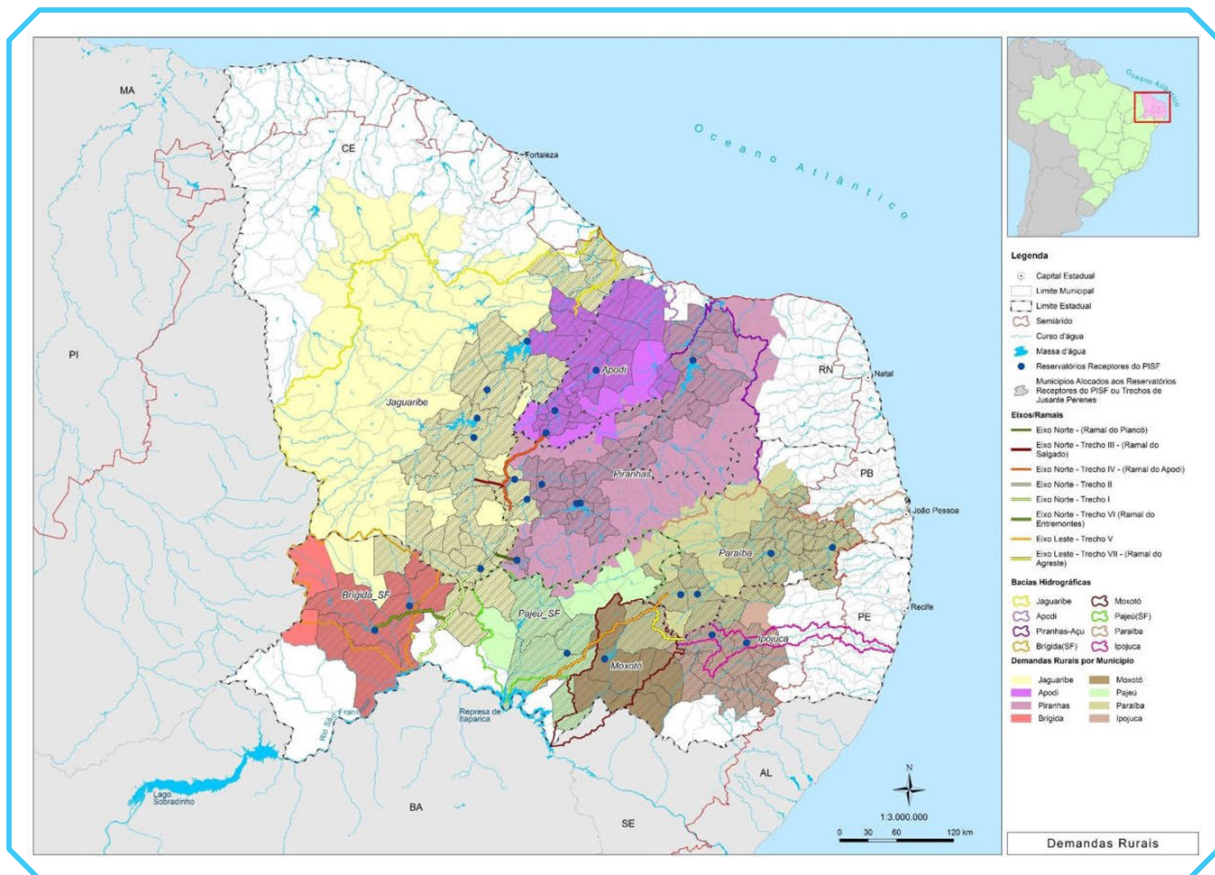 MA
CE
Fortaleza
Oceano Atlântico
PI
Jaguaribe
Apodi
RN
Natal
Piranhas
PB
João Pessoa
Paraíba
Brígida_SF
Pajeú_SF
Moxotó
Ipojuca
PE
Recife
Rio São Francisco
Represa de
Itaparica
Lago
Sobradinho
BA
SE
AL
N
1:3.000.000
0 30 60 120 km
Oceano Atlântico
Legenda
Capital Estadual
Limite Municipal
Limite Estadual
Semiárido
Curso d'água
Massa d'água
Reservatórios Receptores do PISF
Municípios Alocados aos Reservatórios
Receptores do PISF ou Trechos de
Jusante Perenes
Eixos/Ramais
Eixo Norte - (Ramal do Piancó)
Eixo Norte - Trecho III - (Ramal do
Salgado)
Eixo Norte - Trecho IV - (Ramal do Apodi)
Eixo Norte - Trecho II
Eixo Norte - Trecho I
Eixo Norte - Trecho VI (Ramal do
Entremontes)
Eixo Leste - Trecho V
Eixo Leste - Trecho VII - (Ramal do
Agreste)
Bacias Hidrográficas
Jaguaribe
Moxotó
Apodi
Pajeú(SF)
Piranhas-Açu
Paraíba
Brígida(SF)
Ipojuca
Demandas Rurais por Município
Jaguaribe
Moxotó
Apodi
Pajeú
Piranhas
Paraíba
Brígida
Ipojuca
Demandas Rurais